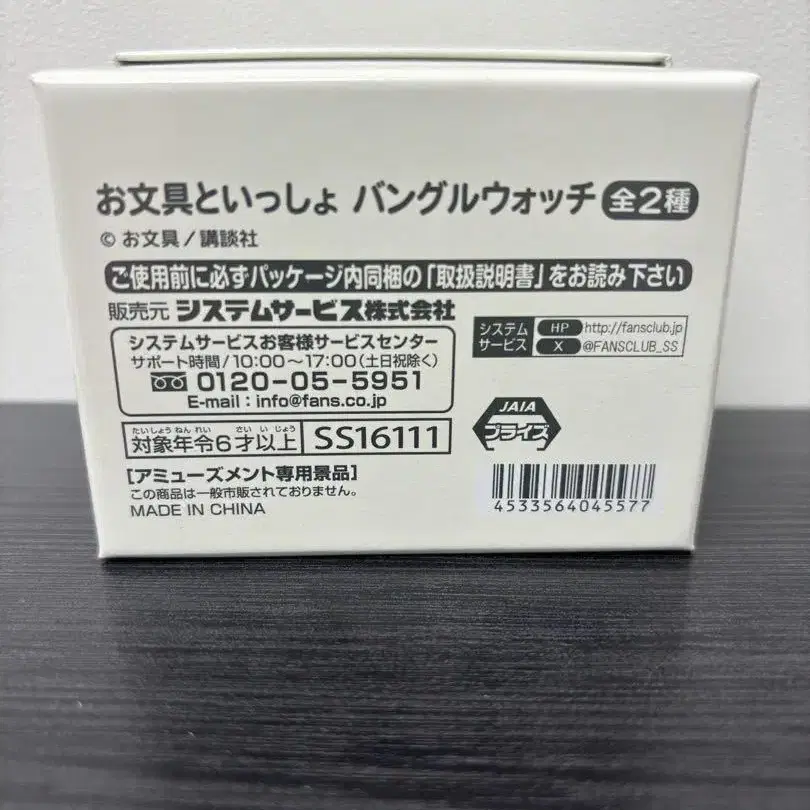 お文具といっしょ バングルウォッチ 全2種
© お文具/講談社
ご使用前に必ずパッケージ内同梱の「取扱説明書」をお読み下さい
販売元 システムサービス株式会社
システムサービスお客様サービスセンター
サポート時間/10:00〜17:00(土日祝除く)
0120-05-5951
E-mail:info@fans.co.jp
システムサービス
HP http://fansclub.jp
X @FANSCLUB_SS
たいしょうねんれい さいいじょう
対象年令6才以上 SS16111
JAIA
プライズ
[アミューズメント専用景品]
この商品は一般市販されておりません。
MADE IN CHINA
4533564045577